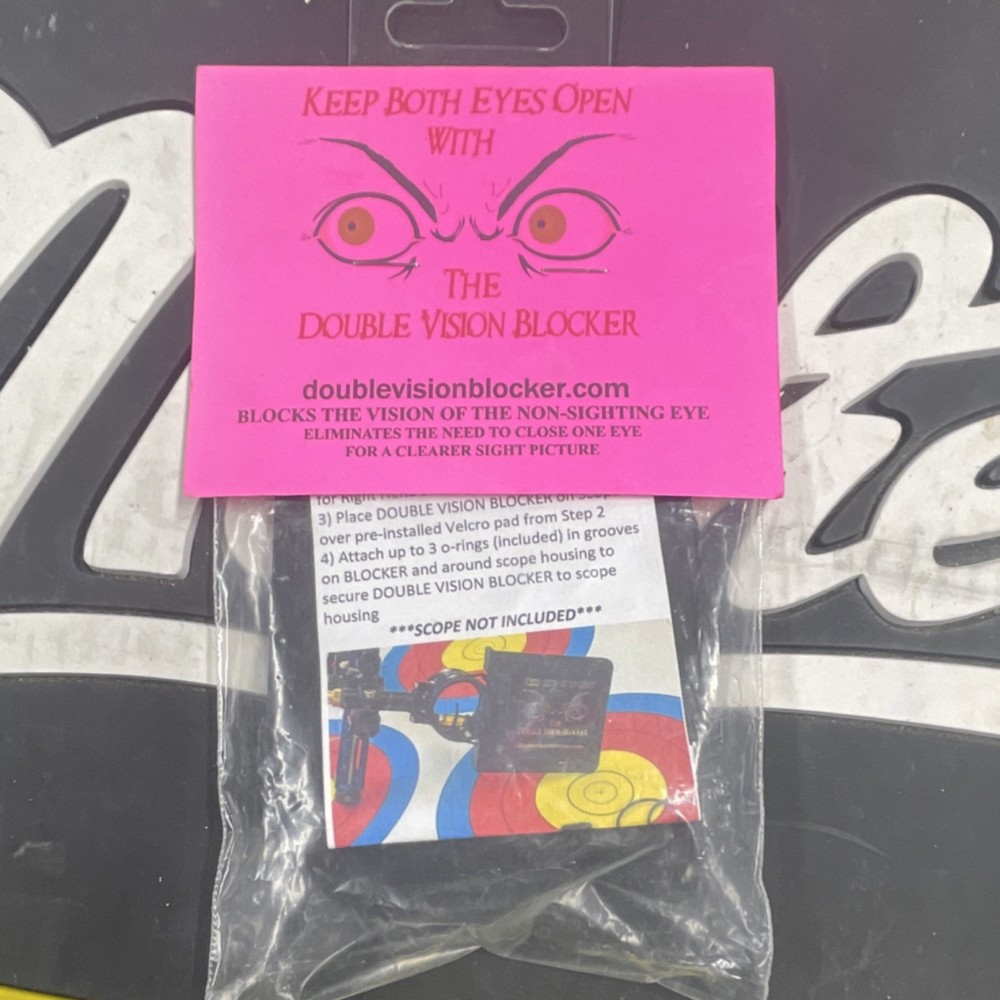 KEEP BOTH EYES OPEN
WITH
THE
DOUBLE VISION BLOCKER
doublevisionblocker.com
BLOCKS THE VISION OF THE NON-SIGHTING EYE
ELIMINATES THE NEED TO CLOSE ONE EYE
FOR A CLEARER SIGHT PICTURE
for Right
3) Place DOUBLE VISION BLOCKER on
over pre-installed Velcro pad from Step 2
4) Attach up to 3 o-rings (included) in grooves
on BLOCKER and around scope housing to
secure DOUBLE VISION BLOCKER to scope
housing
***SCOPE NOT INCLUDED***